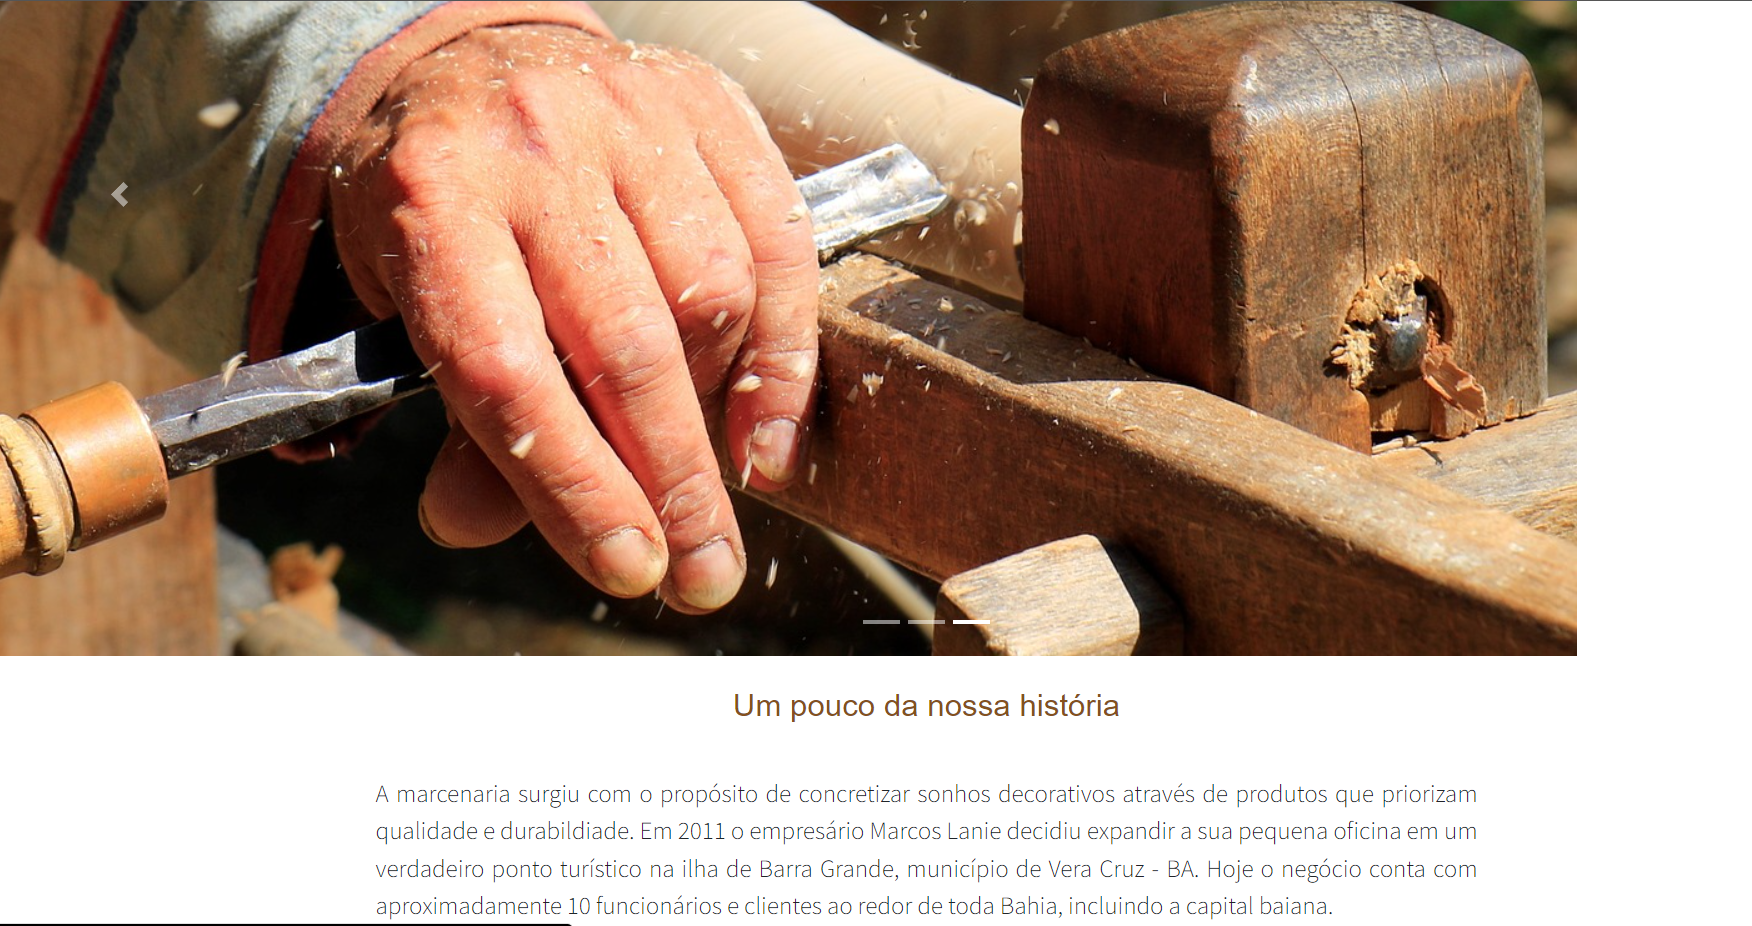 Um pouco da nossa história
A marcenaria surgiu com o propósito de concretizar sonhos decorativos através de produtos que priorizam
qualidade e durabildiade. Em 2011 o empresário Marcos Lanie decidiu expandir a sua pequena oficina em um
verdadeiro ponto turístico na ilha de Barra Grande, município de Vera Cruz - BA. Hoje o negócio conta com
aproximadamente 10 funcionários e clientes ao redor de toda Bahia, incluindo a capital baiana.